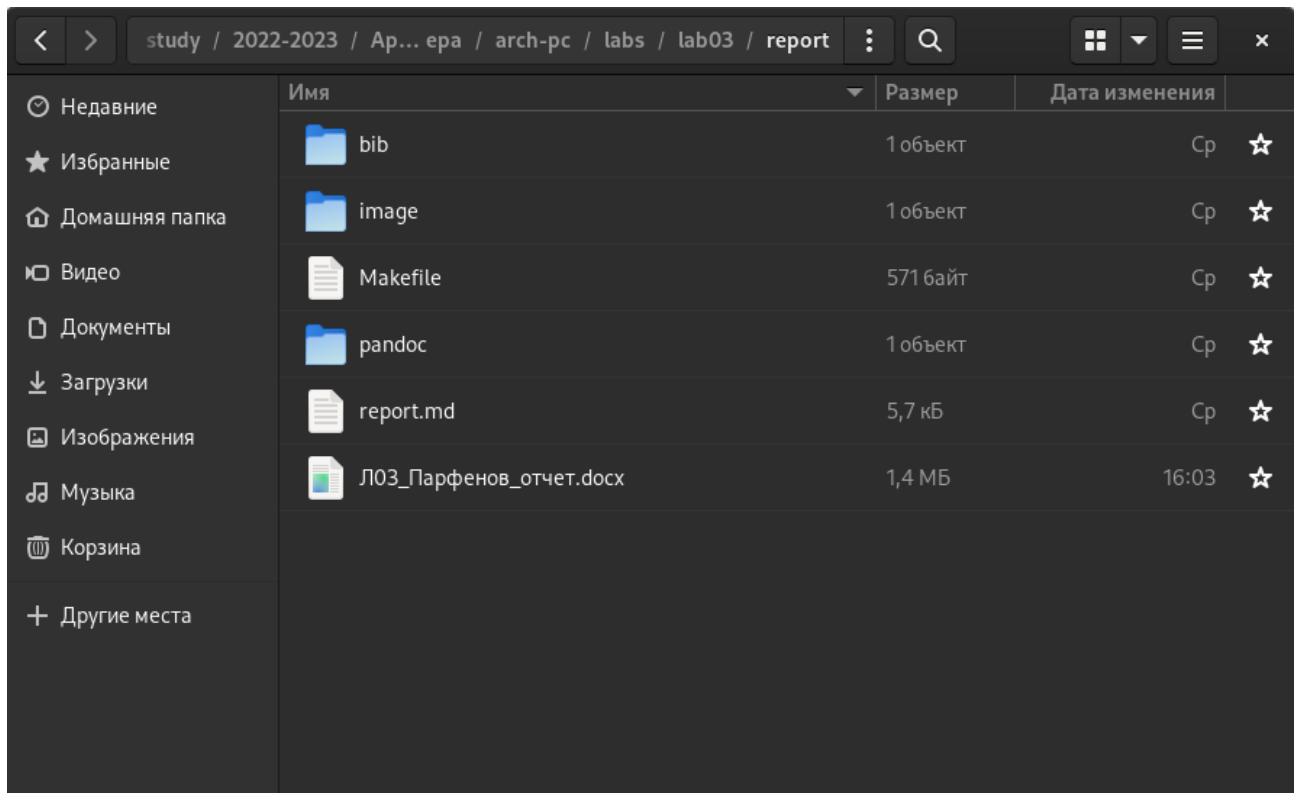 study / 2022-2023 / Ap... ера / arch-pc / labs / lab03 / report
Имя Размер Дата изменения
Недавние
Избранные
Домашняя папка
Видео
Документы
Загрузки
Изображения
Музыка
Корзина
Другие места
bib 1 объект Ср
image 1 объект Ср
Makefile 571 байт Ср
pandoc 1 объект Ср
report.md 5,7 кБ Ср
Л03_Парфенов_отчет.docx 1,4 МБ 16:03